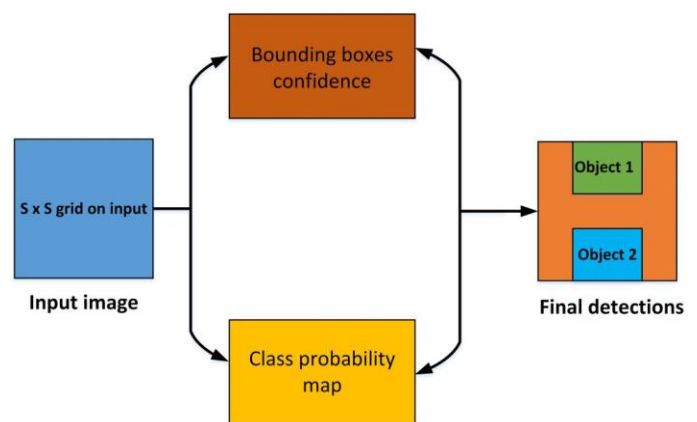 Bounding boxes
confidence
S x S grid on input
Input image
Object 1
Object 2
Final detections
Class probability
map